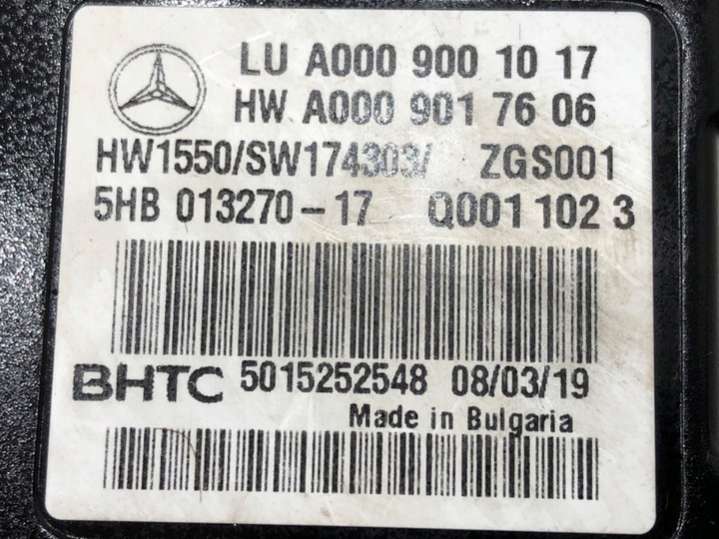 LU A000 900 10 17
HW A000 901 76 06
HW1550/SW174303/ ZGS001
5HB 013270-17 Q001 102 3
BHTC 5015252548 08/03/19
Made in Bulgaria